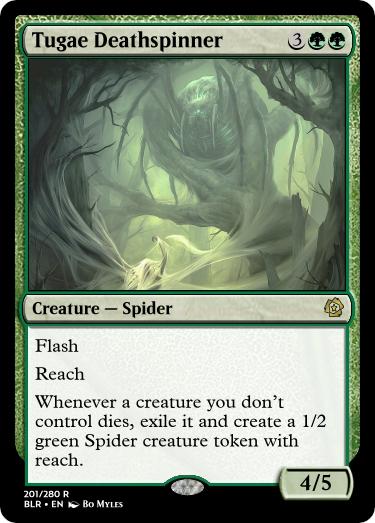 Tugae Deathspinner 3
Creature — Spider
Flash
Reach
Whenever a creature you don't
control dies, exile it and create a 1/2
green Spider creature token with
reach.
4/5
201/280 R
BLR • EN Bo Myles